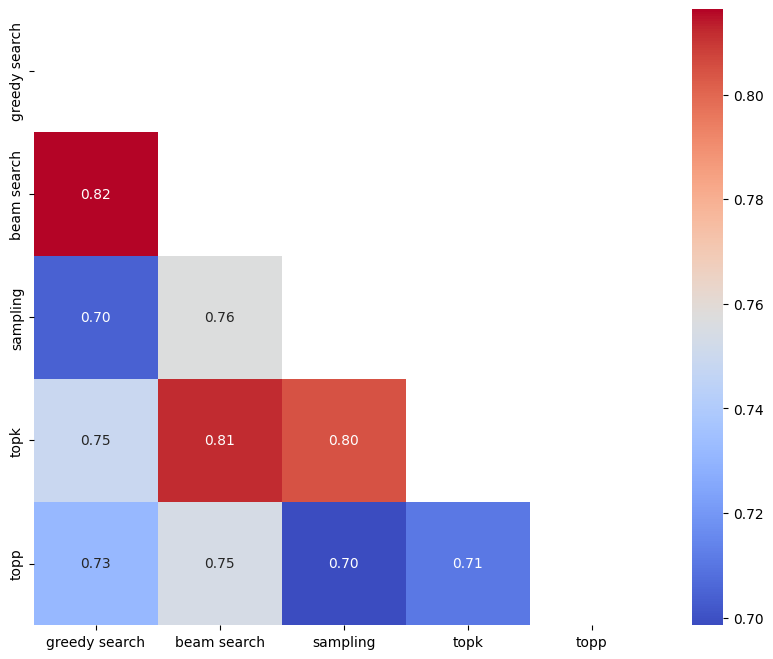 greedy search
beam search
0.82
sampling
0.70 0.76
topk
0.75 0.81 0.80
topp
0.73 0.75 0.70 0.71
greedy search beam search sampling topk topp
0.80
0.78
0.76
0.74
0.72
0.70